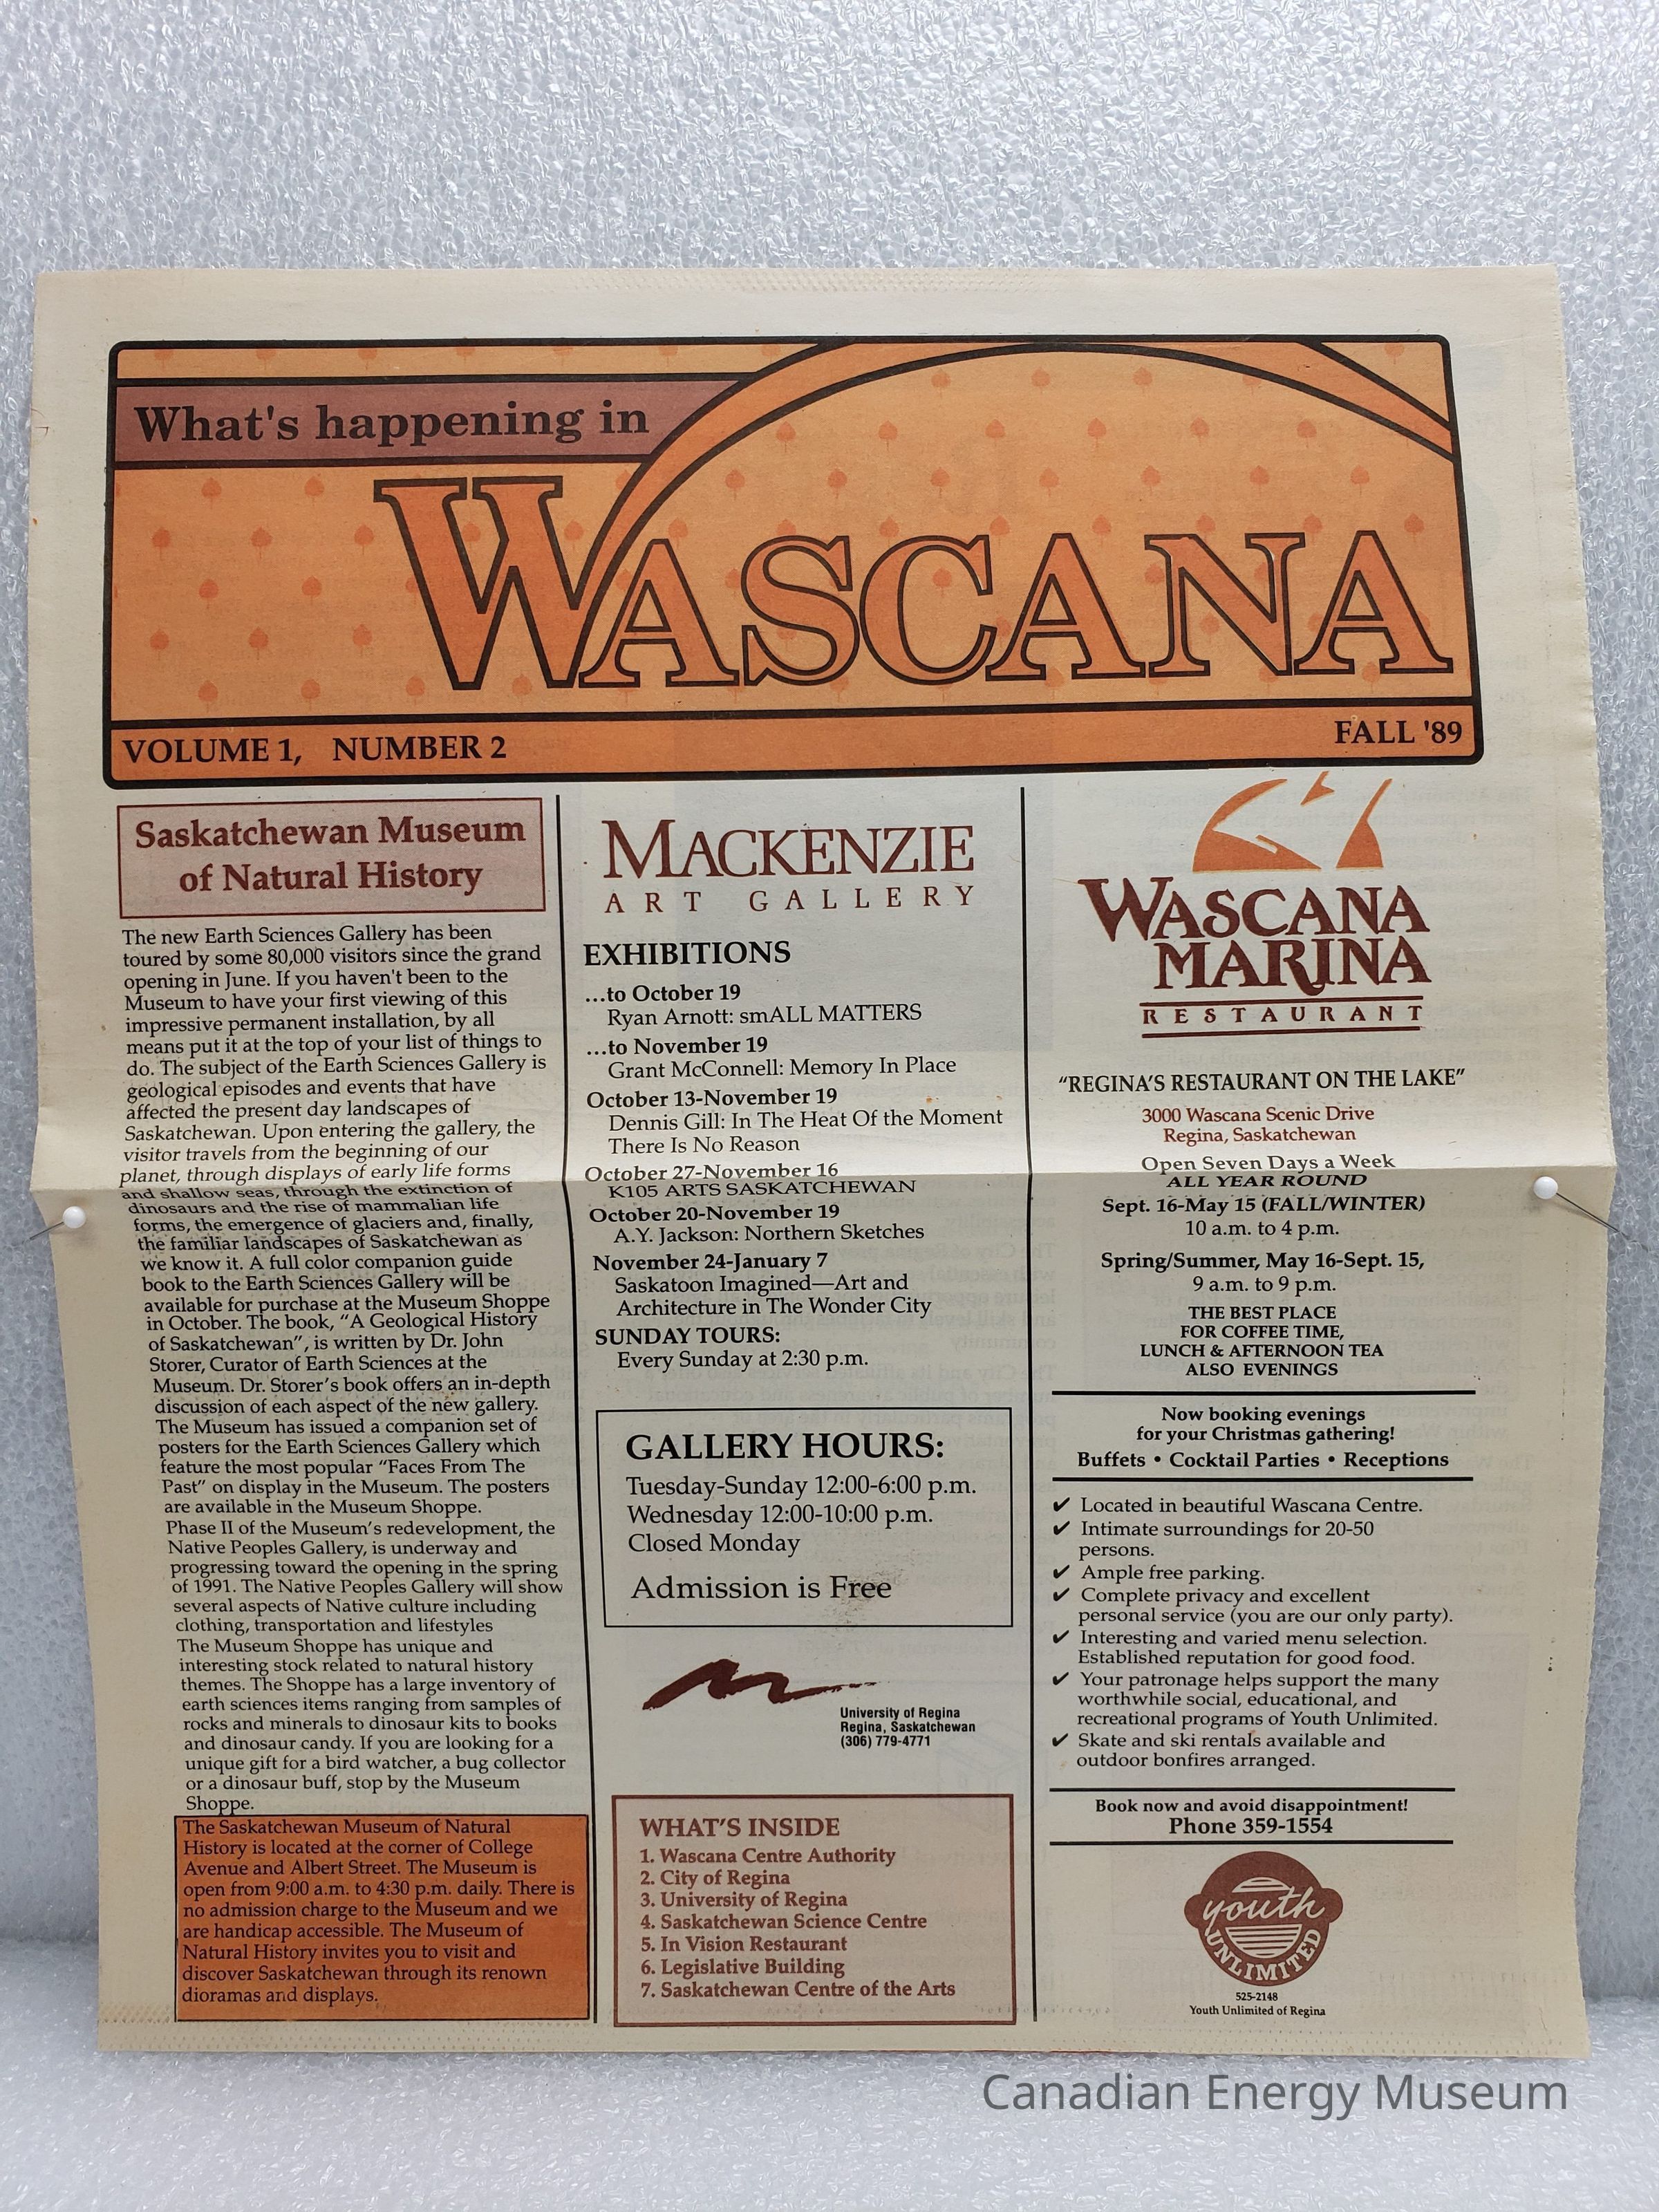 What's happening in
WASCANA
VOLUME 1, NUMBER 2
FALL '89
Saskatchewan Museum
of Natural History
The new Earth Sciences Gallery has been
toured by some 80,000 visitors since the grand
opening in June. If you haven't been to the
Museum to have your first viewing of this
impressive permanent installation, by all
means put it at the top of your list of things to
do. The subject of the Earth Sciences Gallery is
geological episodes and events that have
affected the present day landscapes of
Saskatchewan. Upon entering the gallery, the
visitor travels from the beginning of our
planet, through displays of early life forms
and shallow seas, through the extinction of
dinosaurs and the rise of mammalian life
forms, the emergence of glaciers and, finally,
the familiar landscapes of Saskatchewan as
we know it. A full color companion guide
book to the Earth Sciences Gallery will be
available for purchase at the Museum Shoppe
in October. The book, “A Geological History
of Saskatchewan”, is written by Dr. John
Storer, Curator of Earth Sciences at the
Museum. Dr. Storer’s book offers an in-depth
discussion of each aspect of the new gallery.
The Museum has issued a companion set of
posters for the Earth Sciences Gallery which
feature the most popular “Faces From The
Past” on display in the Museum. The posters
are available in the Museum Shoppe.
Phase II of the Museum’s redevelopment, the
Native Peoples Gallery, is underway and
progressing toward the opening in the spring
of 1991. The Native Peoples Gallery will show
several aspects of Native culture including
clothing, transportation and lifestyles
The Museum Shoppe has unique and
interesting stock related to natural history
themes. The Shoppe has a large inventory of
earth sciences items ranging from samples of
rocks and minerals to dinosaur kits to books
and dinosaur candy. If you are looking for a
unique gift for a bird watcher, a bug collector
or a dinosaur buff, stop by the Museum
Shoppe.
The Saskatchewan Museum of Natural
History is located at the corner of College
Avenue and Albert Street. The Museum is
open from 9:00 a.m. to 4:30 p.m. daily. There is
no admission charge to the Museum and we
are handicap accessible. The Museum of
Natural History invites you to visit and
discover Saskatchewan through its renown
dioramas and displays.
MACKENZIE
ART GALLERY
EXHIBITIONS
...to October 19
Ryan Arnott: smALL MATTERS
...to November 19
Grant McConnell: Memory In Place
October 13-November 19
Dennis Gill: In The Heat Of the Moment
There Is No Reason
October 27-November 16
K105 ARTS SASKATCHEWAN
October 20-November 19
A.Y. Jackson: Northern Sketches
November 24-January 7
Saskatoon Imagined—Art and
Architecture in The Wonder City
SUNDAY TOURS:
Every Sunday at 2:30 p.m.
GALLERY HOURS:
Tuesday-Sunday 12:00-6:00 p.m.
Wednesday 12:00-10:00 p.m.
Closed Monday
Admission is Free
University of Regina
Regina, Saskatchewan
(306) 779-4771
WHAT’S INSIDE
1. Wascana Centre Authority
2. City of Regina
3. University of Regina
4. Saskatchewan Science Centre
5. In Vision Restaurant
6. Legislative Building
7. Saskatchewan Centre of the Arts
WASCANA
MARINA
RESTAURANT
“REGINA’S RESTAURANT ON THE LAKE”
3000 Wascana Scenic Drive
Regina, Saskatchewan
Open Seven Days a Week
ALL YEAR ROUND
Sept. 16-May 15 (FALL/WINTER)
10 a.m. to 4 p.m.
Spring/Summer, May 16-Sept. 15,
9 a.m. to 9 p.m.
THE BEST PLACE
FOR COFFEE TIME,
LUNCH & AFTERNOON TEA
ALSO EVENINGS
Now booking evenings
for your Christmas gathering!
Buffets • Cocktail Parties • Receptions
✔ Located in beautiful Wascana Centre.
✔ Intimate surroundings for 20-50
persons.
✔ Ample free parking.
✔ Complete privacy and excellent
personal service (you are our only party).
✔ Interesting and varied menu selection.
Established reputation for good food.
✔ Your patronage helps support the many
worthwhile social, educational, and
recreational programs of Youth Unlimited.
✔ Skate and ski rentals available and
outdoor bonfires arranged.
Book now and avoid disappointment!
Phone 359-1554
youth
UNLIMITED
525-2148
Youth Unlimited of Regina
Canadian Energy Museum